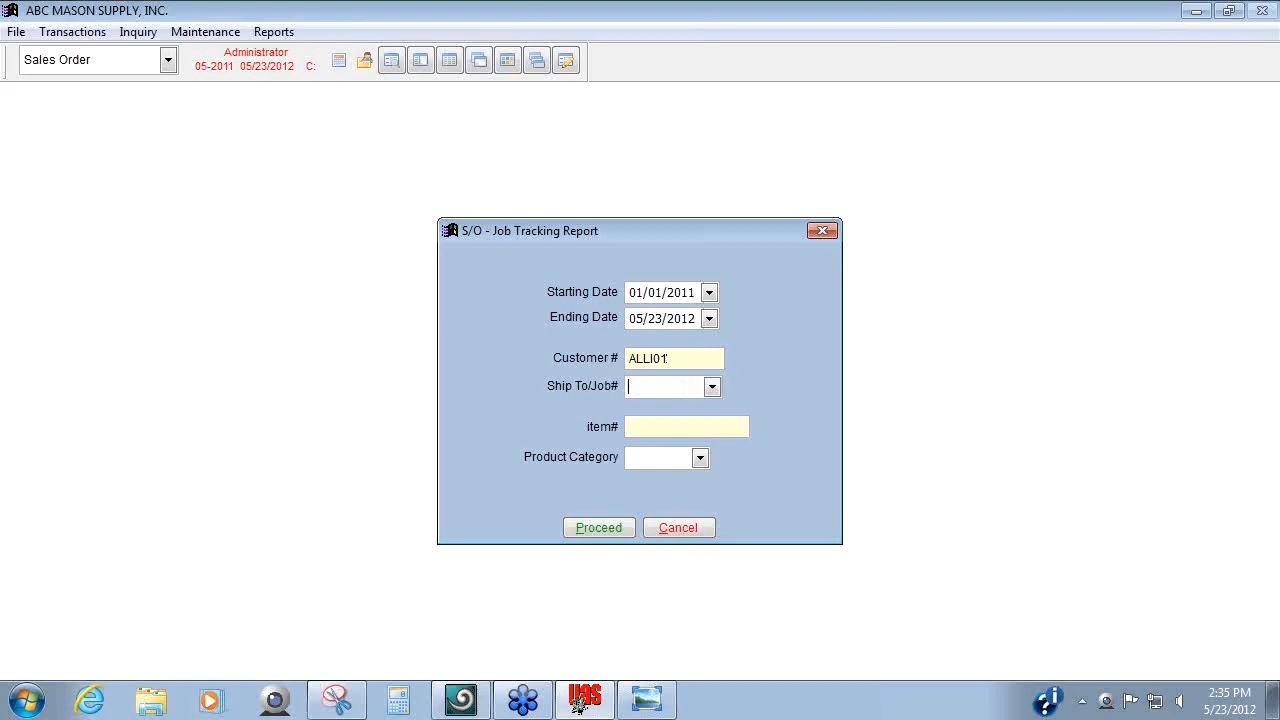 ABC MASON SUPPLY, INC.
File Transactions Inquiry Maintenance Reports
Sales Order
Administrator
05-2011 05/23/2012 C:
S/O - Job Tracking Report
Starting Date 01/01/2011
Ending Date 05/23/2012
Customer # ALLI01
Ship To/Job#
item#
Product Category
Proceed Cancel
UGS
2:35 PM
5/23/2012